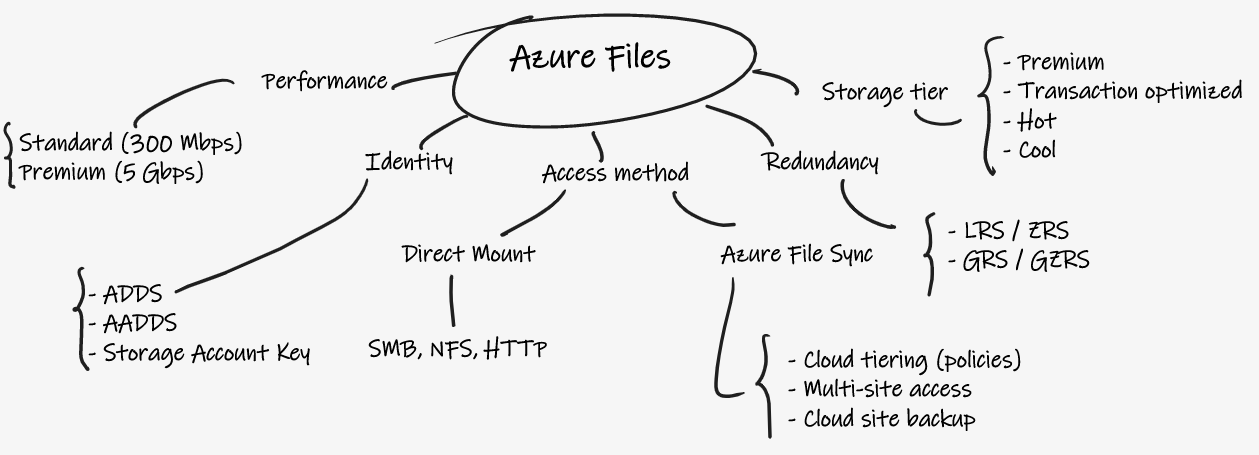 Azure Files
Performance
Standard (300 Mbps)
Premium (5 Gbps)
Identity
- ADDS
- AADDS
- Storage Account Key
Access method
Direct Mount
SMB, NFS, HTTP
Azure File Sync
- Cloud tiering (policies)
- Multi-site access
- Cloud site backup
Redundancy
- LRS / ZRS
- GRS / GZRS
Storage tier
- Premium
- Transaction optimized
- Hot
- Cool